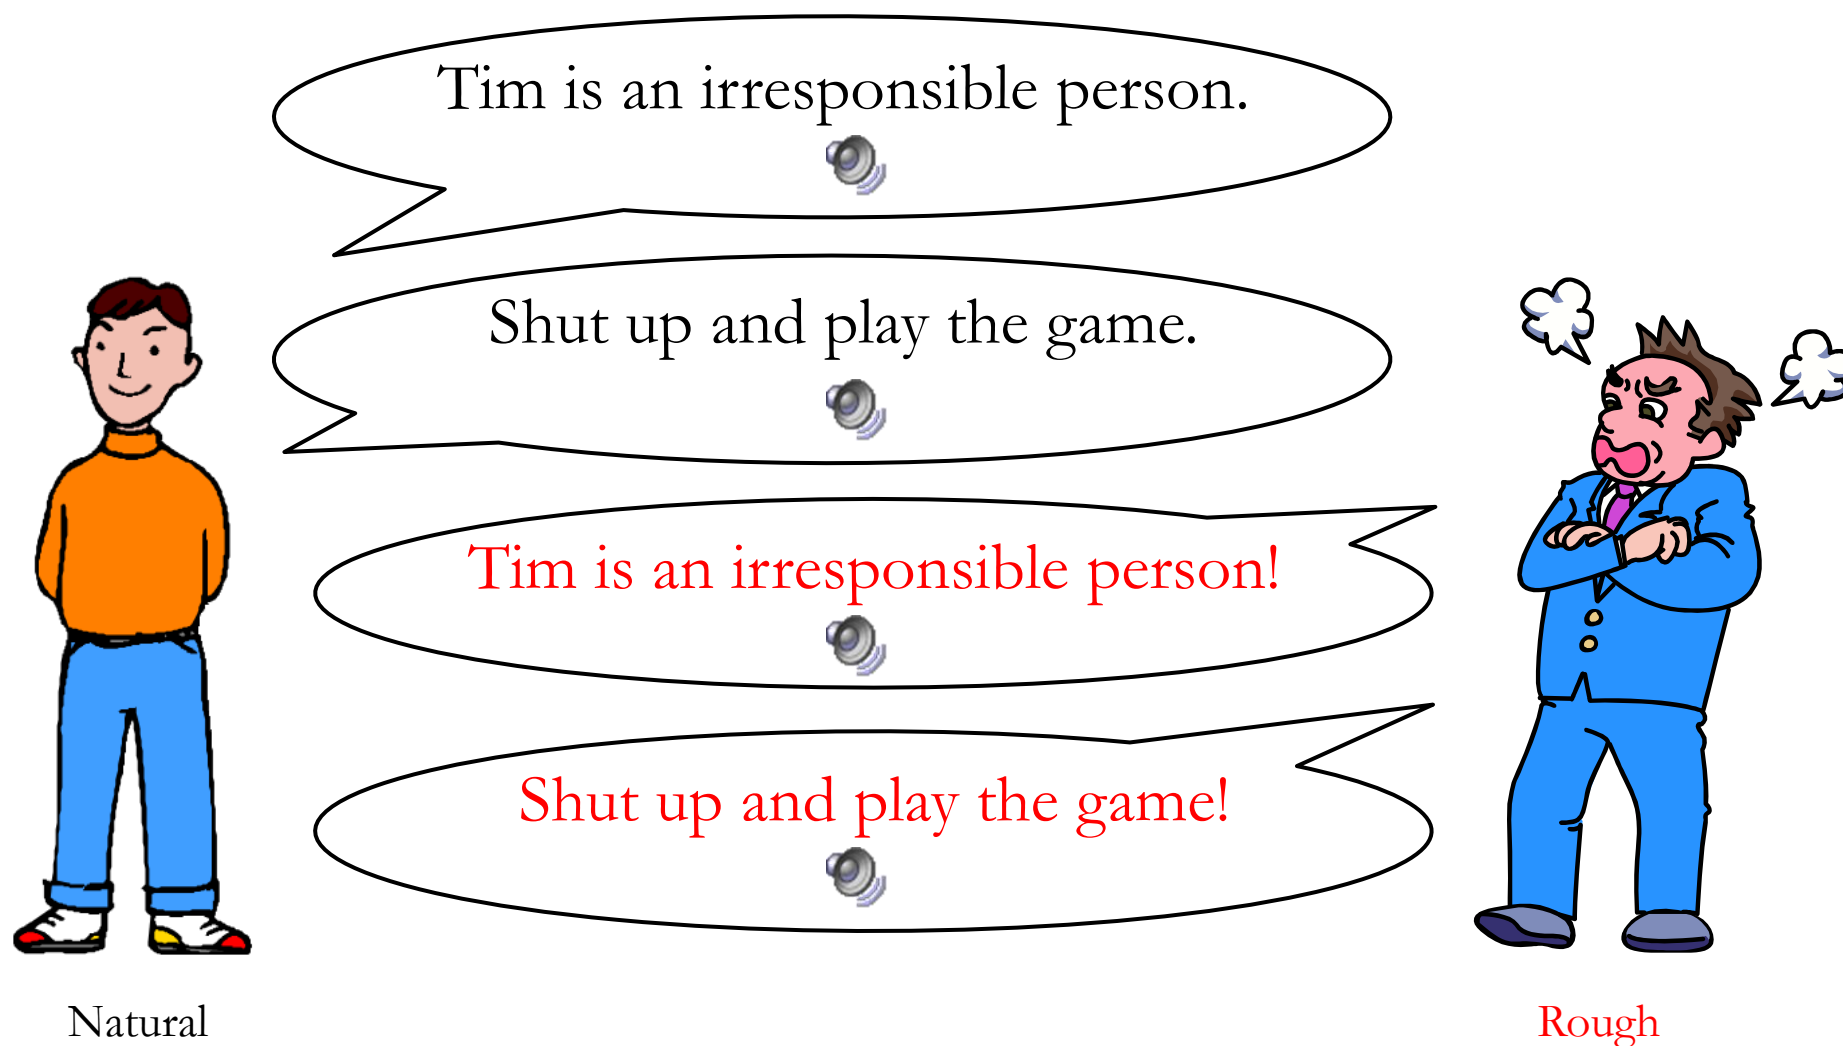 Tim is an irresponsible person.
Shut up and play the game.
Tim is an irresponsible person!
Shut up and play the game!
Natural
Rough